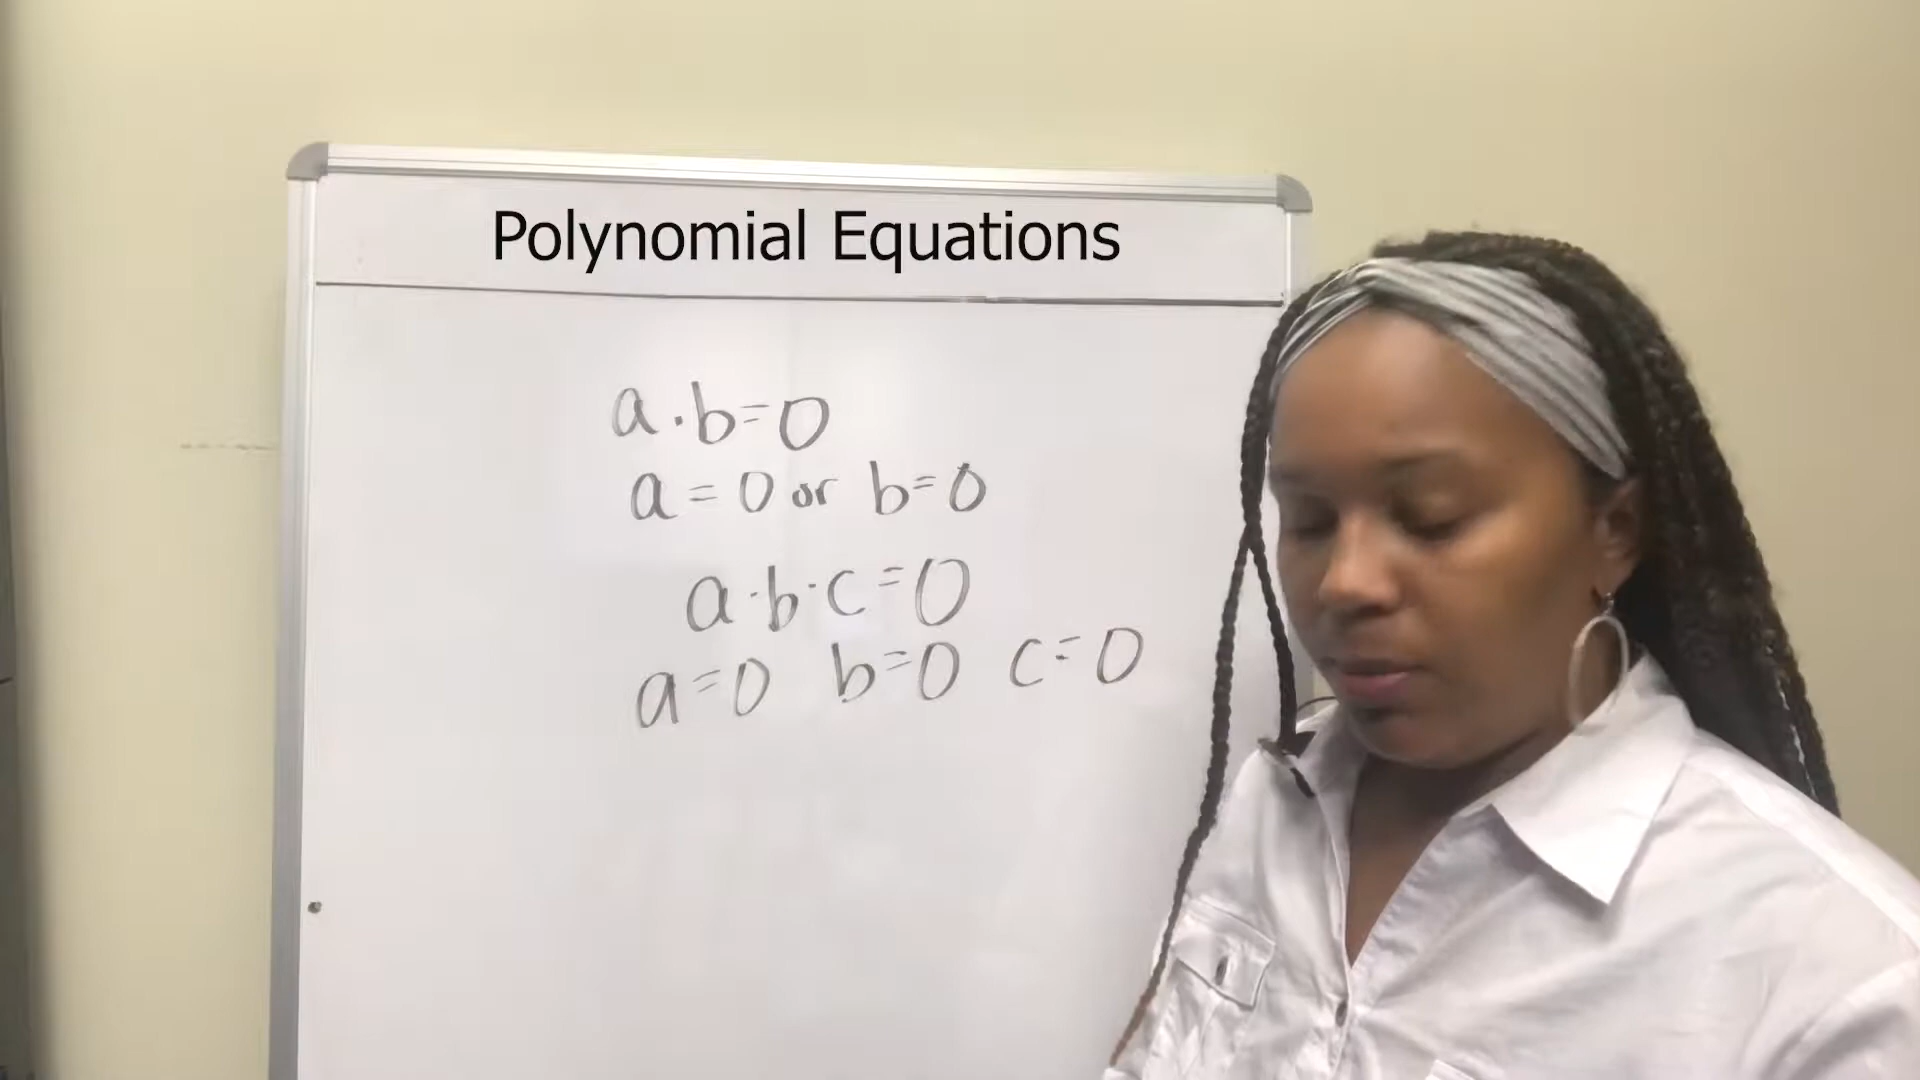 Polynomial Equations
a·b=0
a=0 or b=0
a·b·c=0
a=0 b=0 c=0